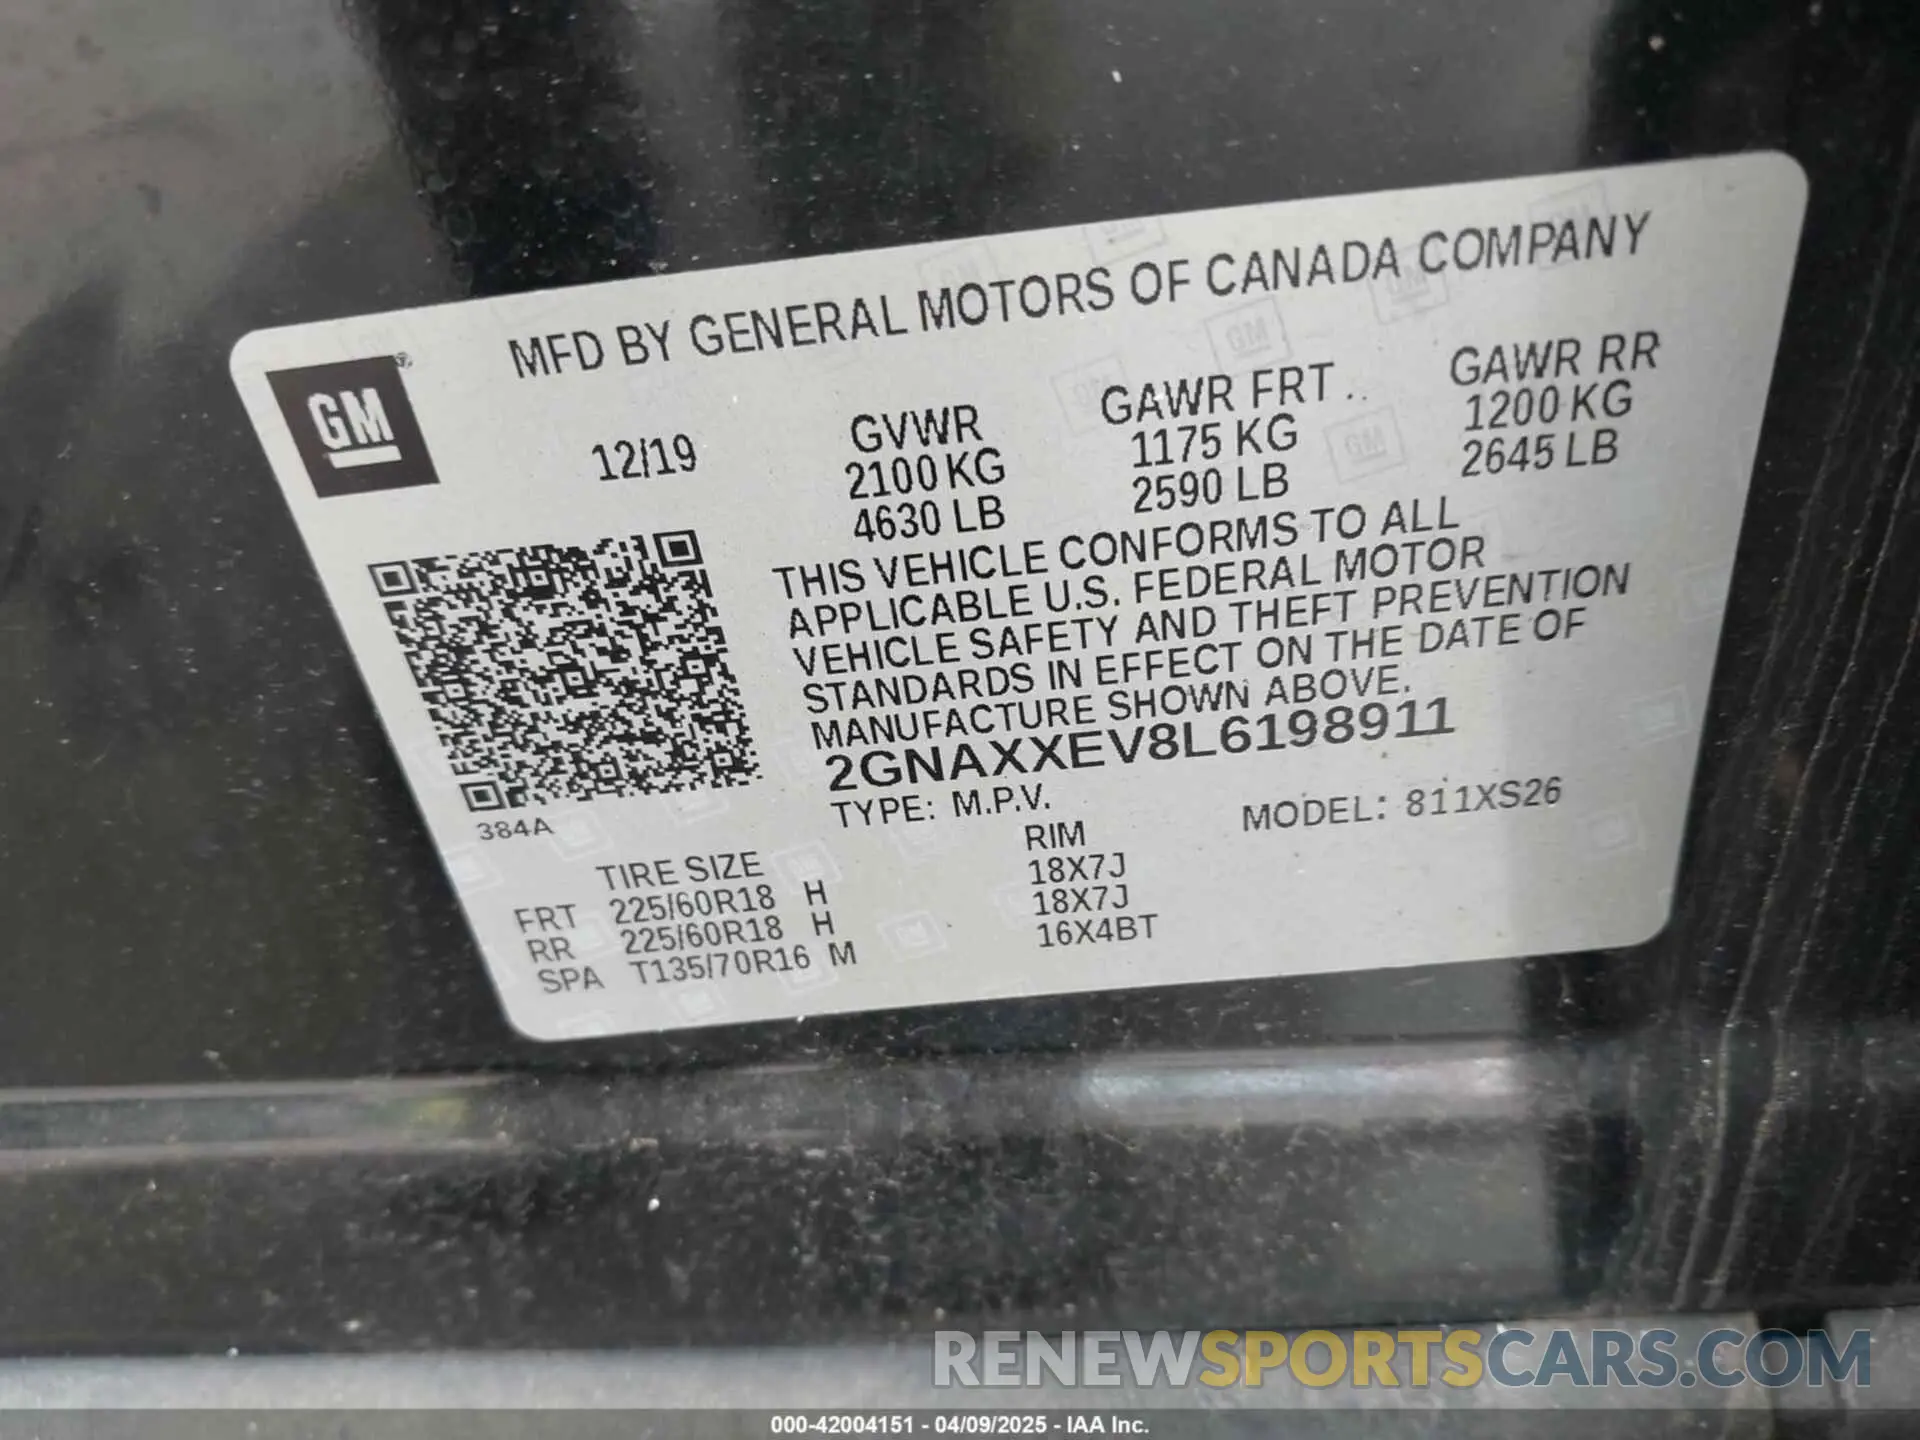 MFD BY GENERAL MOTORS OF CANADA COMPANY
GM ®
12/19
GVWR GAWR FRT .. GAWR RR
2100 KG 1175 KG 1200 KG
4630 LB 2590 LB 2645 LB
THIS VEHICLE CONFORMS TO ALL
APPLICABLE U.S. FEDERAL MOTOR
VEHICLE SAFETY AND THEFT PREVENTION
STANDARDS IN EFFECT ON THE DATE OF
MANUFACTURE SHOWN ABOVE.
2GNAXXEV8L6198911
TYPE: M.P.V. MODEL: 811XS26
384A
TIRE SIZE RIM
FRT 225/60R18 H 18X7J
RR 225/60R18 H 18X7J
SPA T135/70R16 M 16X4BT
RENEWSPORTSCARS.COM
000-42004151 - 04/09/2025 - IAA Inc.